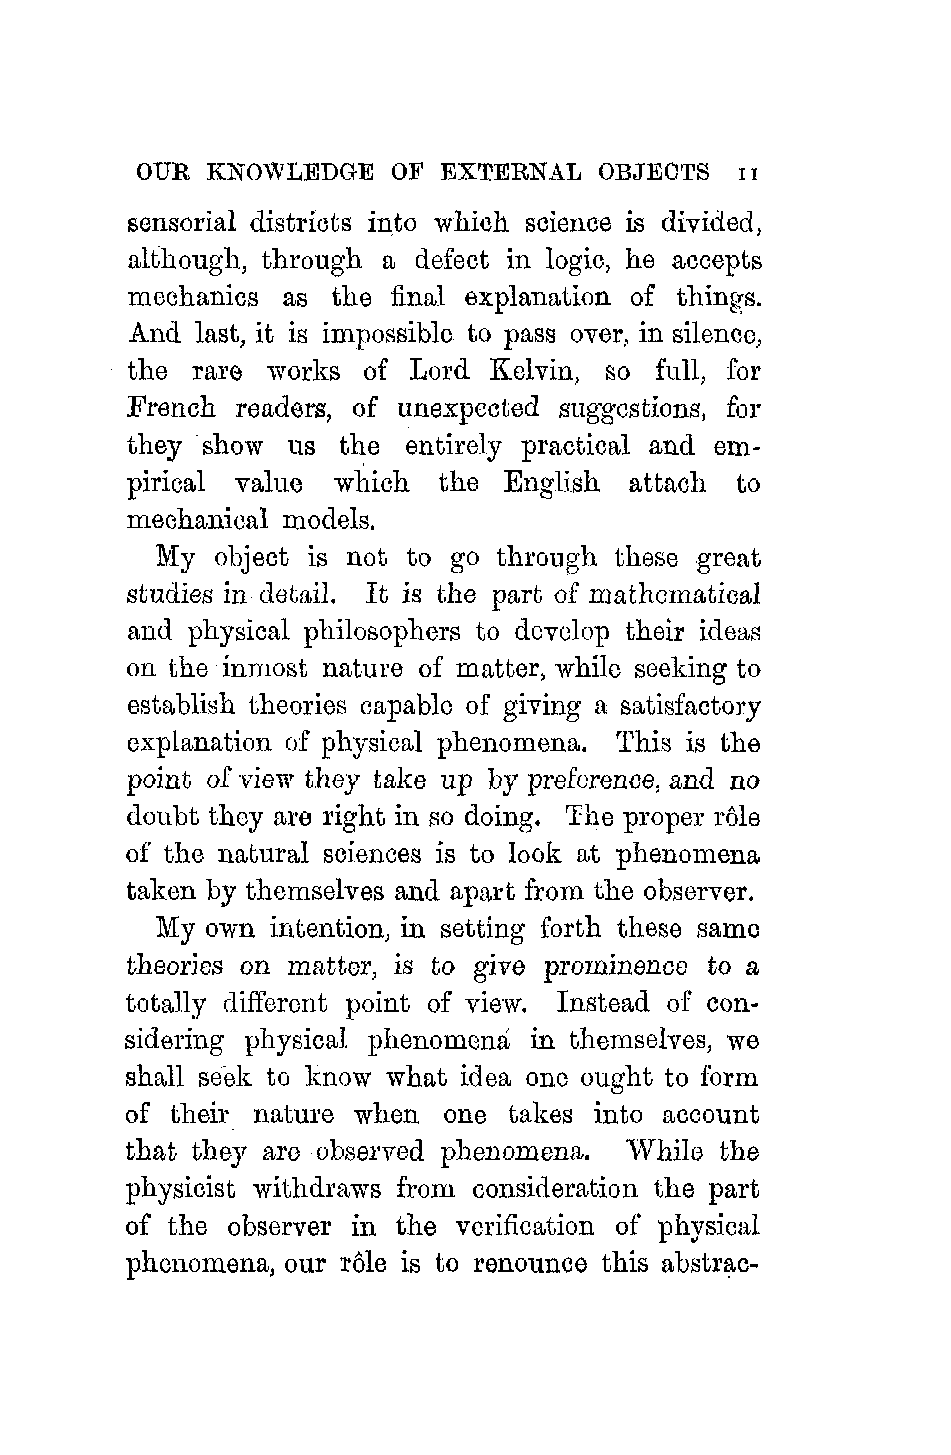 OUR KNOWLEDGE OF EXTERNAL OBJECTS 11
sensorial districts into which science is divided,
although, through a defect in logic, he accepts
mechanics as the final explanation of things.
And last, it is impossible to pass over, in silence,
the rare works of Lord Kelvin, so full, for
French readers, of unexpected suggestions, for
they show us the entirely practical and em-
pirical value which the English attach to
mechanical models.
My object is not to go through these great
studies in detail. It is the part of mathematical
and physical philosophers to develop their ideas
on the inmost nature of matter, while seeking to
establish theories capable of giving a satisfactory
explanation of physical phenomena. This is the
point of view they take up by preference, and no
doubt they are right in so doing. The proper rôle
of the natural sciences is to look at phenomena
taken by themselves and apart from the observer.
My own intention, in setting forth these same
theories on matter, is to give prominence to a
totally different point of view. Instead of con-
sidering physical phenomena in themselves, we
shall seek to know what idea one ought to form
of their nature when one takes into account
that they are observed phenomena. While the
physicist withdraws from consideration the part
of the observer in the verification of physical
phenomena, our rôle is to renounce this abstrac-